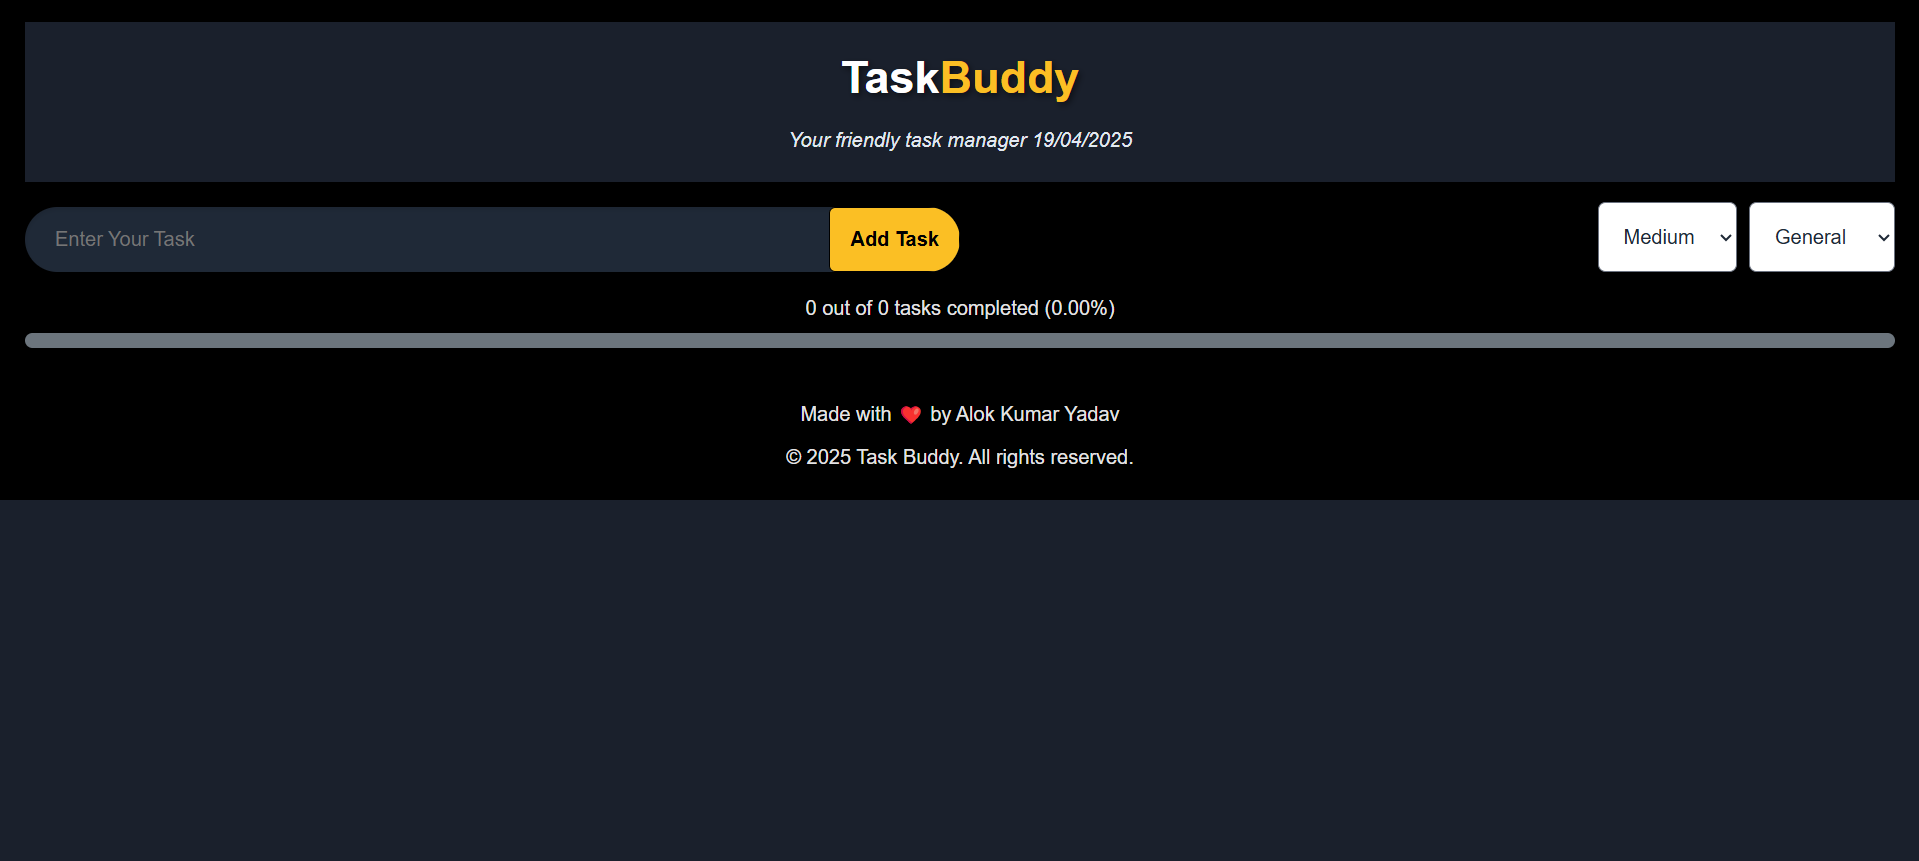 TaskBuddy
Your friendly task manager 19/04/2025
Enter Your Task
Add Task
Medium
General
0 out of 0 tasks completed (0.00%)
Made with ❤️ by Alok Kumar Yadav
© 2025 Task Buddy. All rights reserved.